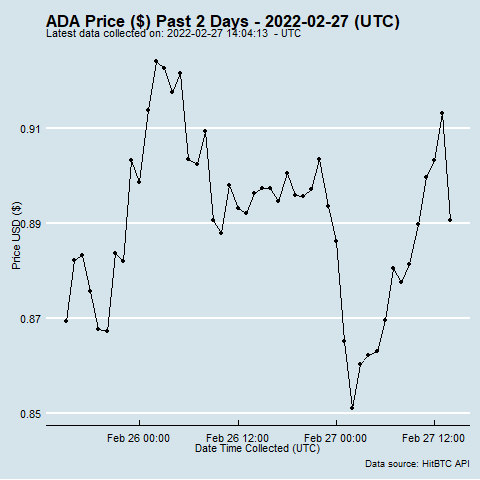 ADA Price ($) Past 2 Days - 2022-02-27 (UTC)
Latest data collected on: 2022-02-27 14:04:13  - UTC
0.91
0.89
0.87
0.85
Price USD ($)
Feb 26 00:00
Feb 26 12:00
Feb 27 00:00
Feb 27 12:00
Date Time Collected (UTC)
Data source: HitBTC API